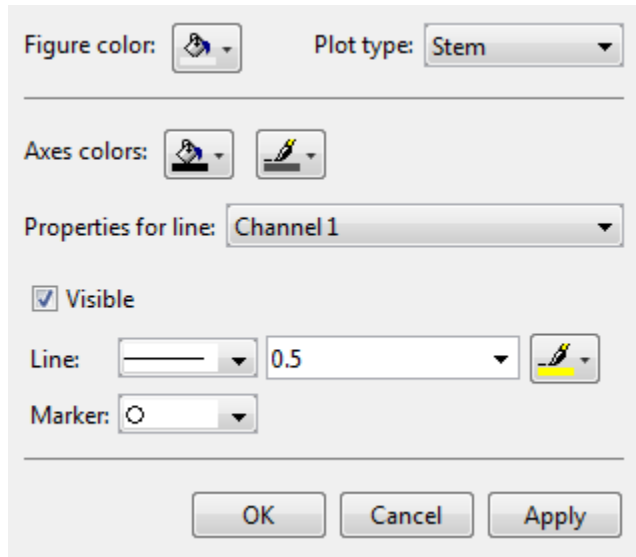 Figure color: Plot type: Stem
Axes colors:
Properties for line: Channel 1
Visible
Line: 0.5
Marker:
OK Cancel Apply